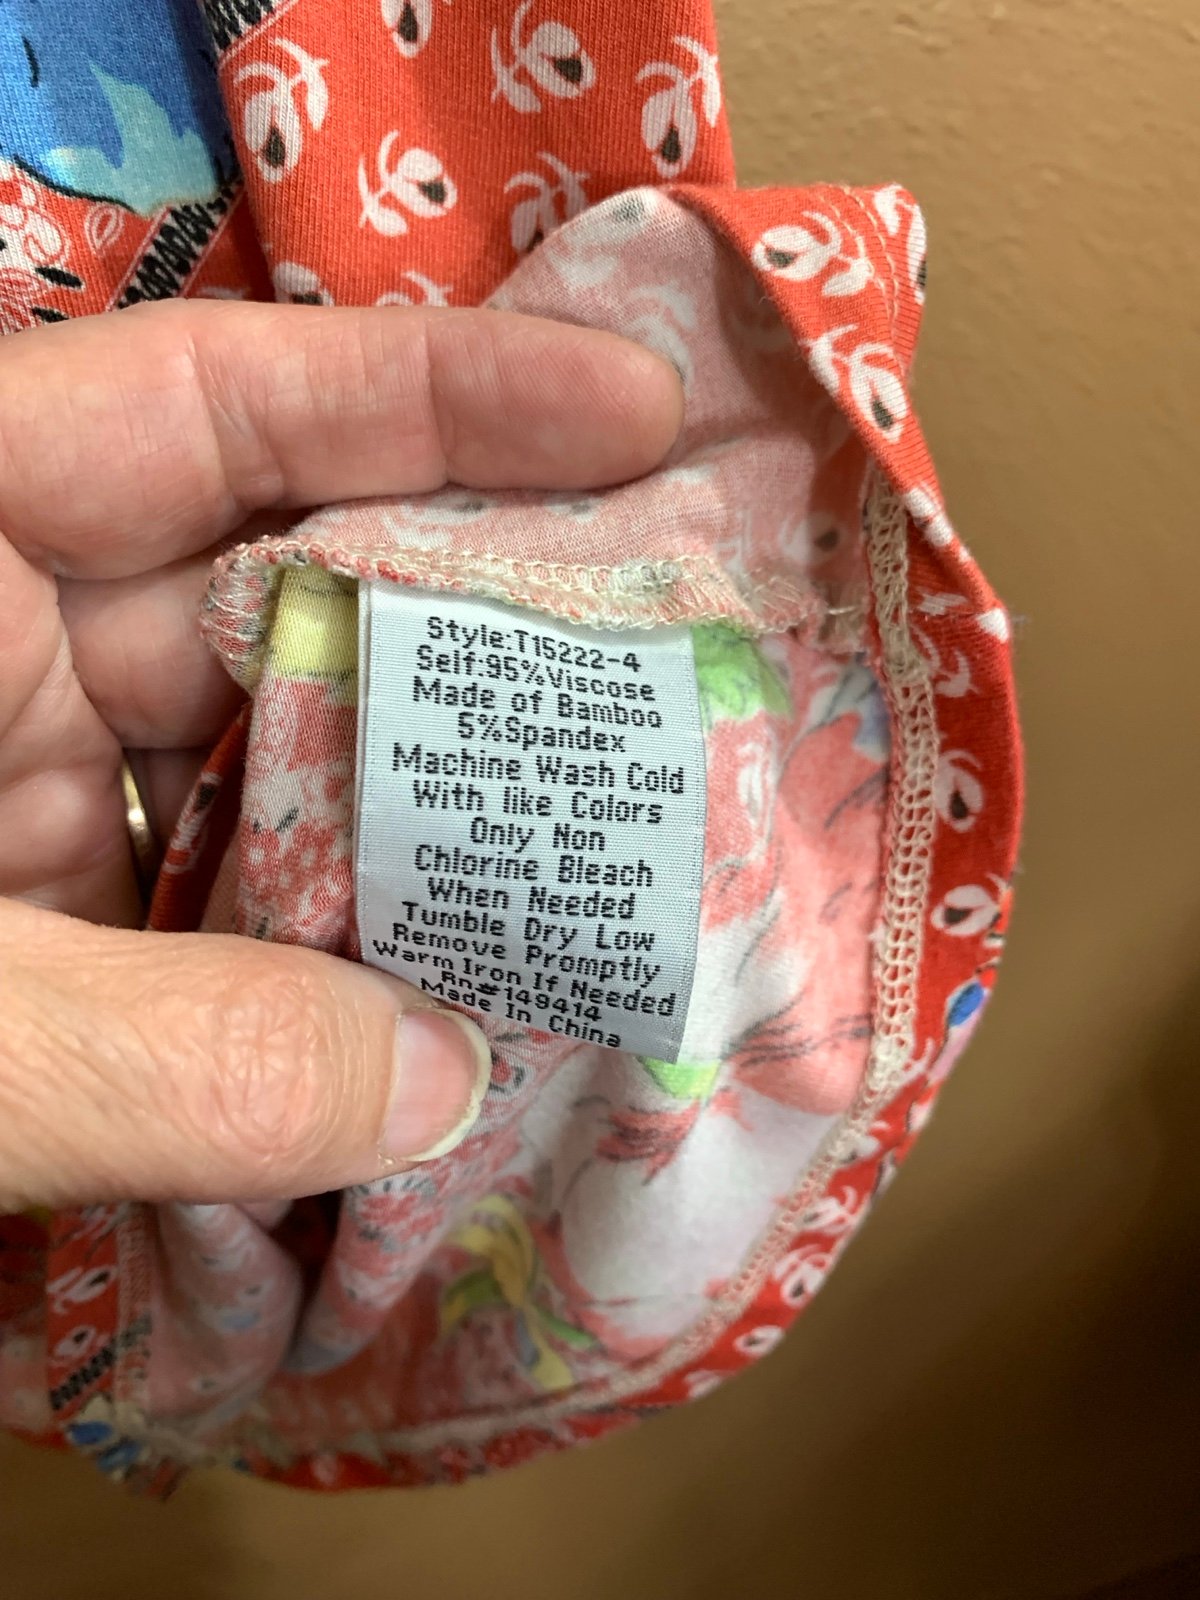 Style:T15222-4
Self:95%Viscose
Made of Bamboo
5%Spandex
Machine Wash Cold
With like Colors
Only Non
Chlorine Bleach
When Needed
Tumble Dry Low
Remove Promptly
Warm Iron If Needed
Rn#149414
Made In China